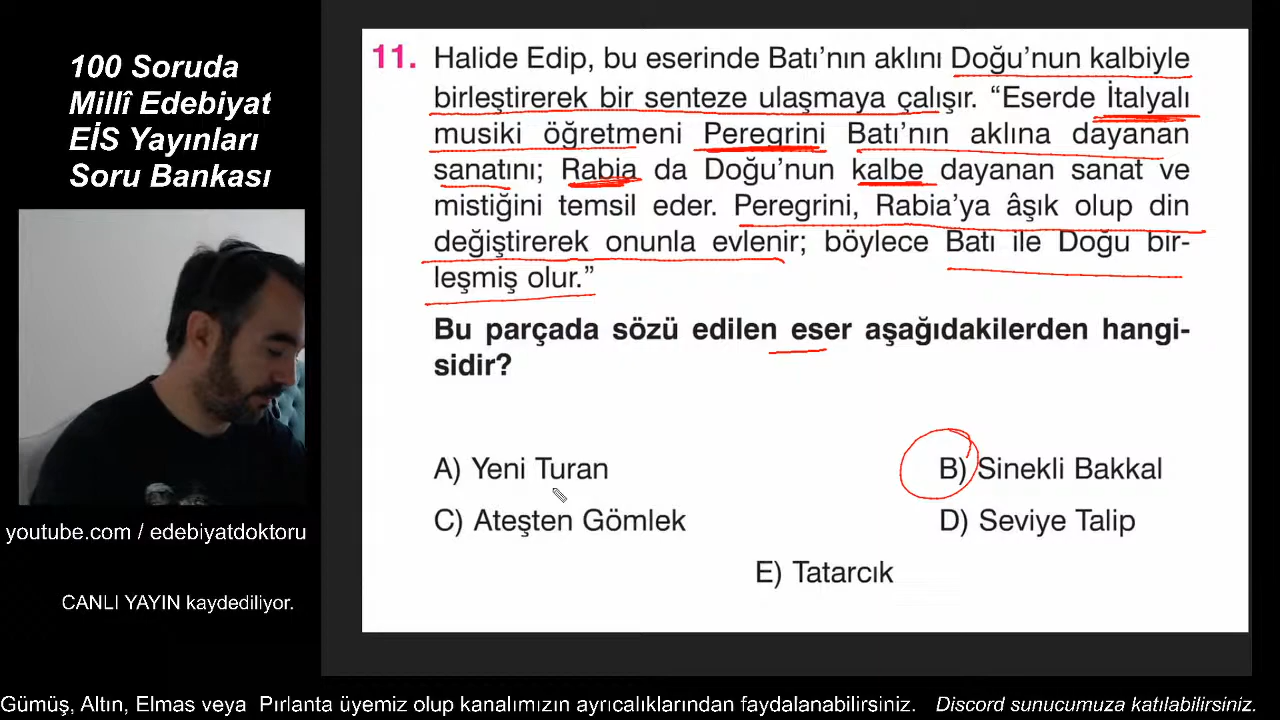 100 Soruda
Millî Edebiyat
EİS Yayınları
Soru Bankası
youtube.com / edebiyatdoktoru
CANLI YAYIN kaydediliyor.
11. Halide Edip, bu eserinde Batı’nın aklını Doğu’nun kalbiyle
birleştirerek bir senteze ulaşmaya çalışır. “Eserde İtalyalı
musiki öğretmeni Peregrini Batı’nın aklına dayanan
sanatını; Rabia da Doğu’nun kalbe dayanan sanat ve
mistiğini temsil eder. Peregrini, Rabia’ya âşık olup din
değiştirerek onunla evlenir; böylece Batı ile Doğu bir-
leşmiş olur.”
Bu parçada sözü edilen eser aşağıdakilerden hangi-
sidir?
A) Yeni Turan B) Sinekli Bakkal
C) Ateşten Gömlek D) Seviye Talip
E) Tatarcık
Gümüş, Altın, Elmas veya Pırlanta üyemiz olup kanalımızın ayrıcalıklarından faydalanabilirsiniz. Discord sunucumuza katılabilirsiniz.